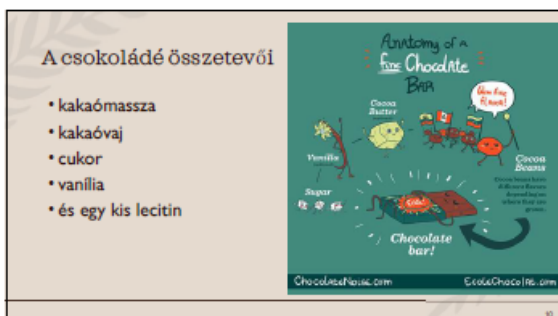 A csokoládé összetevői
• kakaómassza
• kakaóvaj
• cukor
• vanília
• és egy kis lecitin
Anatomy of a
fine Chocolate
BAR
Cocoa
Butter
Vanilla
Sugar
Cocoa
Beans
Chocolate
bar!
ChocolateNoise.com
EcoleChocolat.com